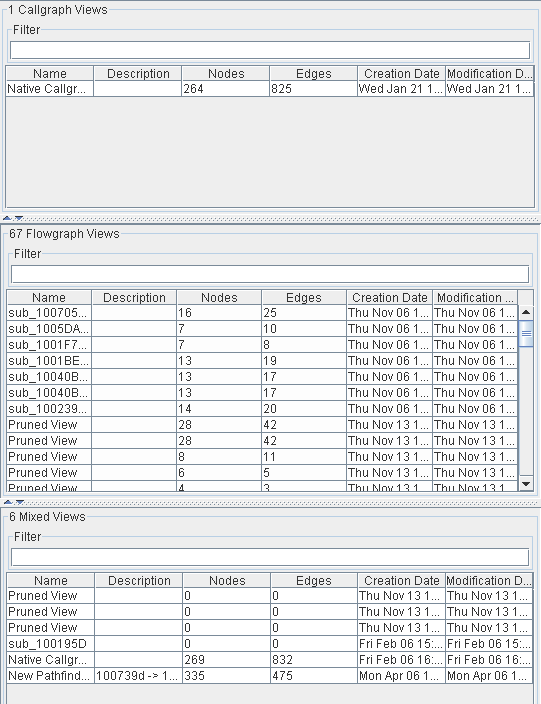 1 Callgraph Views
Filter
Name Description Nodes Edges Creation Date Modification D...
Native Callgr... 264 825 Wed Jan 21 1... Wed Jan 21 1...
67 Flowgraph Views
Filter
Name Description Nodes Edges Creation Date Modification ...
sub_100705... 16 25 Thu Nov 06 1... Thu Nov 06 1...
sub_1005DA... 7 10 Thu Nov 06 1... Thu Nov 06 1...
sub_1001F7... 7 8 Thu Nov 06 1... Thu Nov 06 1...
sub_1001BE... 13 19 Thu Nov 06 1... Thu Nov 06 1...
sub_10040B... 13 17 Thu Nov 06 1... Thu Nov 06 1...
sub_10040B... 13 17 Thu Nov 06 1... Thu Nov 06 1...
sub_100239... 14 20 Thu Nov 06 1... Thu Nov 06 1...
Pruned View 28 42 Thu Nov 13 1... Thu Nov 13 1...
Pruned View 28 42 Thu Nov 13 1... Thu Nov 13 1...
Pruned View 8 11 Thu Nov 13 1... Thu Nov 13 1...
Pruned View 6 5 Thu Nov 13 1... Thu Nov 13 1...
Pruned View 4 3 Thu Nov 13 1... Thu Nov 13 1...
6 Mixed Views
Filter
Name Description Nodes Edges Creation Date Modification D...
Pruned View 0 0 Thu Nov 13 1... Thu Nov 13 1...
Pruned View 0 0 Thu Nov 13 1... Thu Nov 13 1...
Pruned View 0 0 Thu Nov 13 1... Thu Nov 13 1...
sub_100195D 0 0 Fri Feb 06 15:... Fri Feb 06 15:...
Native Callgr... 269 832 Fri Feb 06 16:... Fri Feb 06 16:...
New Pathfind... 100739d -> 1... 335 475 Mon Apr 06 1... Mon Apr 06 1...